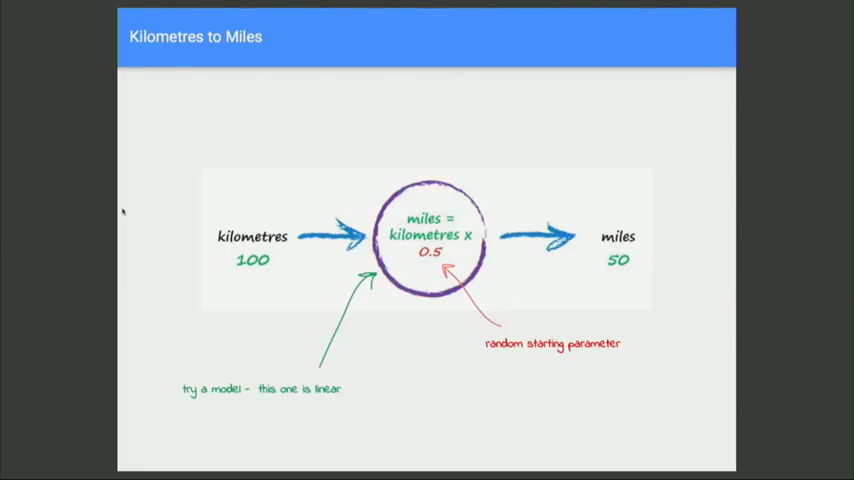 Kilometres to Miles
miles =
kilometres x
0.5
kilometres
100
miles
50
random starting parameter
try a model - this one is linear